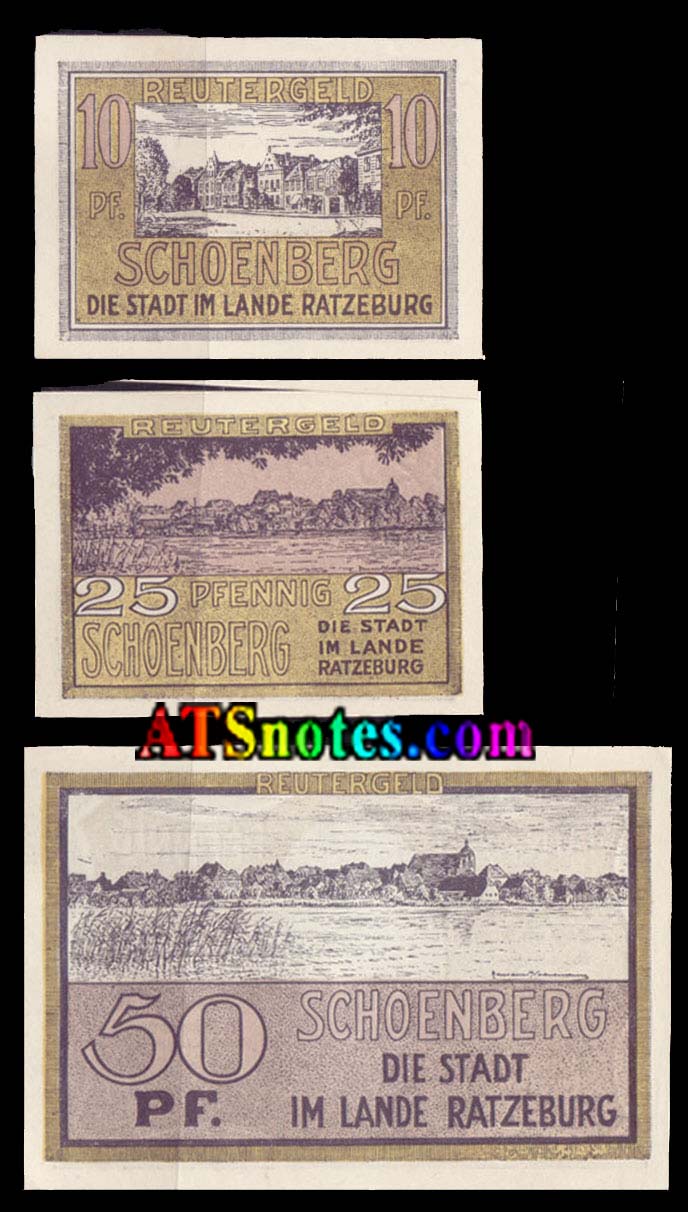 REUTERGELD
10 10
PF. PF.
SCHOENBERG
DIE STADT IM LANDE RATZEBURG
REUTERGELD
25 PFENNIG 25
SCHOENBERG
DIE STADT
IM LANDE
RATZEBURG
ATSnotes.com
REUTERGELD
50
PF.
SCHOENBERG
DIE STADT
IM LANDE RATZEBURG